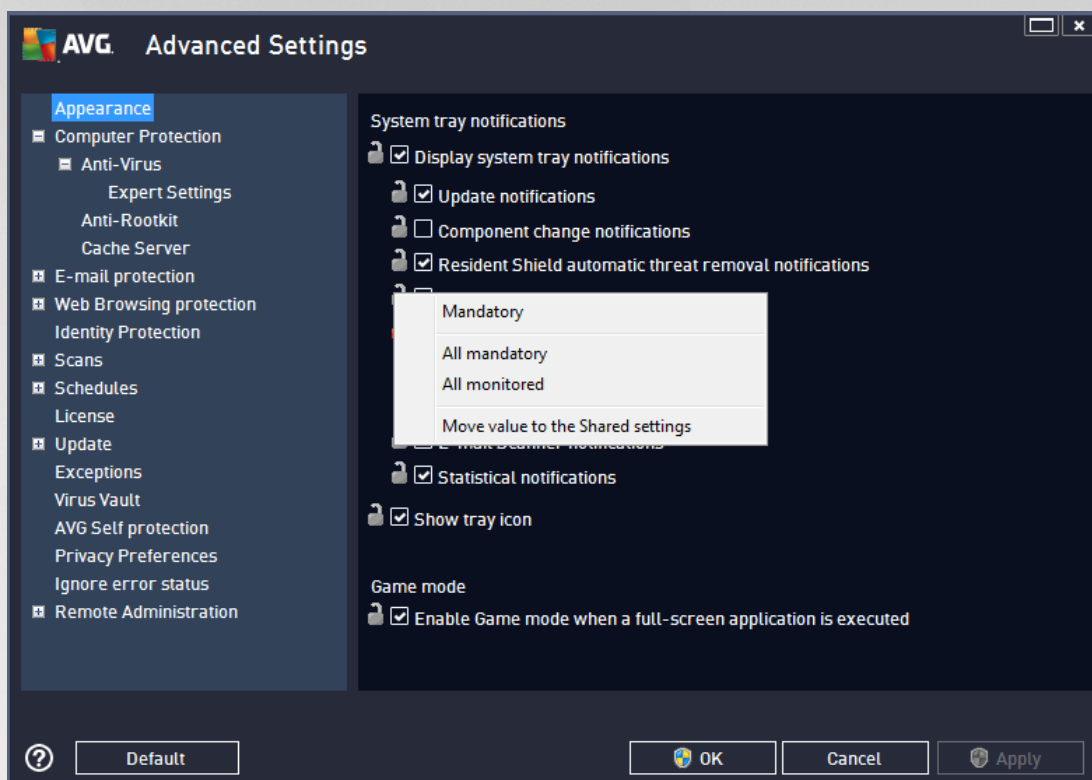 AVG. Advanced Settings
Appearance
Computer Protection
Anti-Virus
Expert Settings
Anti-Rootkit
Cache Server
E-mail protection
Web Browsing protection
Identity Protection
Scans
Schedules
License
Update
Exceptions
Virus Vault
AVG Self protection
Privacy Preferences
Ignore error status
Remote Administration
System tray notifications
Display system tray notifications
Update notifications
Component change notifications
Resident Shield automatic threat removal notifications
Mandatory
All mandatory
All monitored
Move value to the Shared settings
E-mail Scanner notifications
Statistical notifications
Show tray icon
Game mode
Enable Game mode when a full-screen application is executed
Default
OK
Cancel
Apply